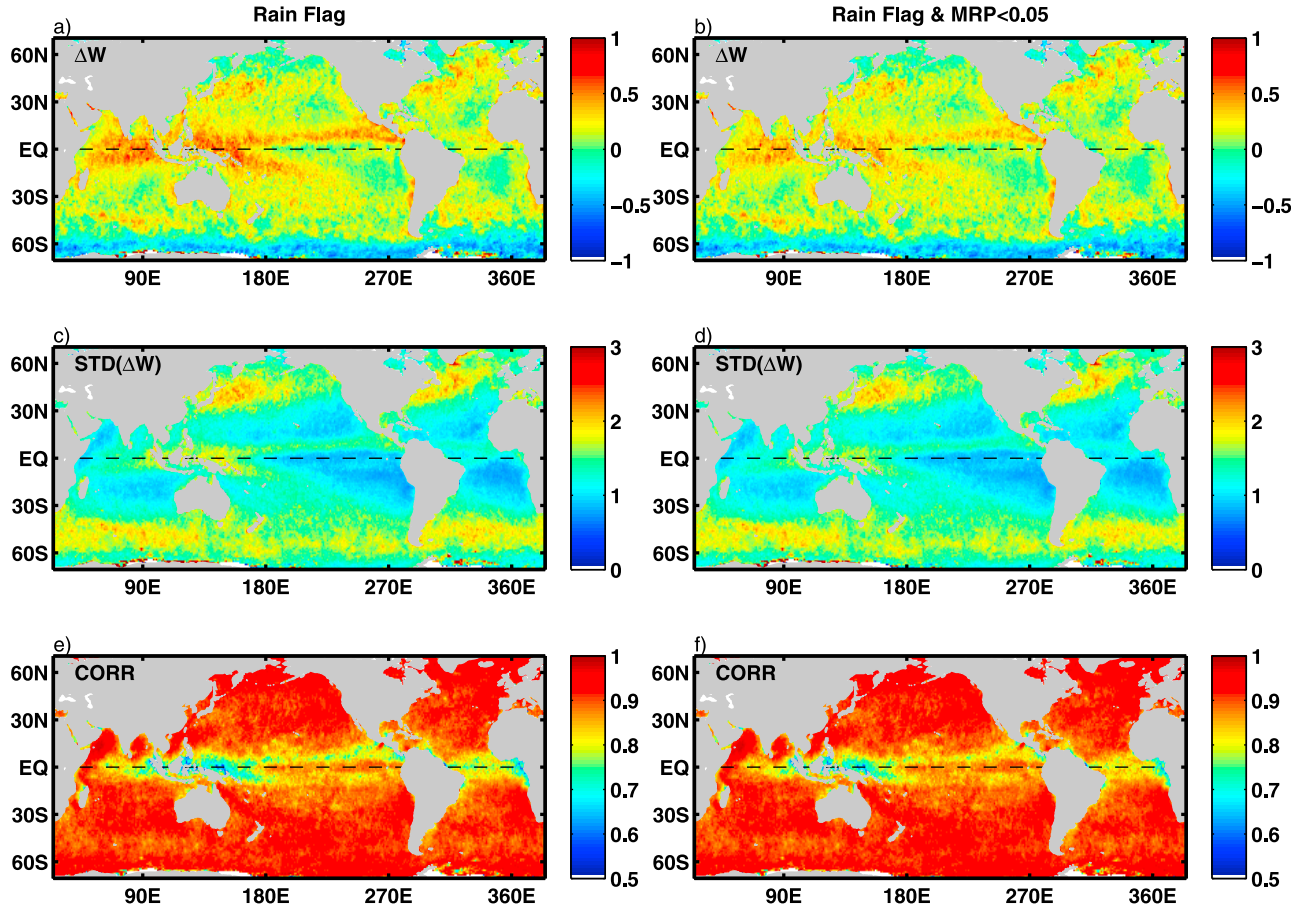 Rain Flag
Rain Flag & MRP<0.05
a)
ΔW
60N
30N
EQ
30S
60S
90E
180E
270E
360E
1
0.5
0
−0.5
−1
b)
ΔW
60N
30N
EQ
30S
60S
90E
180E
270E
360E
1
0.5
0
−0.5
−1
c)
STD(ΔW)
60N
30N
EQ
30S
60S
90E
180E
270E
360E
3
2
1
0
d)
STD(ΔW)
60N
30N
EQ
30S
60S
90E
180E
270E
360E
3
2
1
0
e)
CORR
60N
30N
EQ
30S
60S
90E
180E
270E
360E
1
0.9
0.8
0.7
0.6
0.5
f)
CORR
60N
30N
EQ
30S
60S
90E
180E
270E
360E
1
0.9
0.8
0.7
0.6
0.5